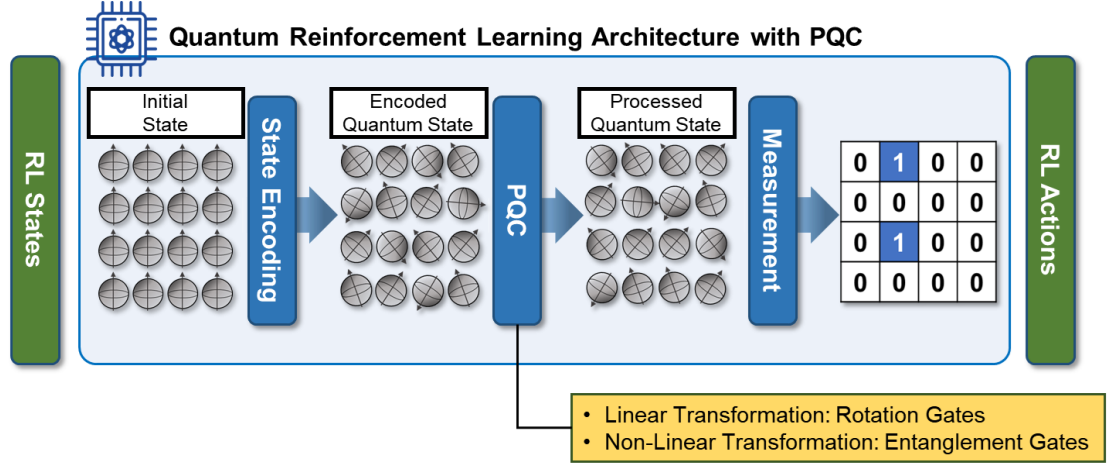 Quantum Reinforcement Learning Architecture with PQC
RL States
Initial
State
State Encoding
Encoded
Quantum State
PQC
Processed
Quantum State
Measurement
0 1 0 0
0 0 0 0
0 1 0 0
0 0 0 0
RL Actions
• Linear Transformation: Rotation Gates
• Non-Linear Transformation: Entanglement Gates